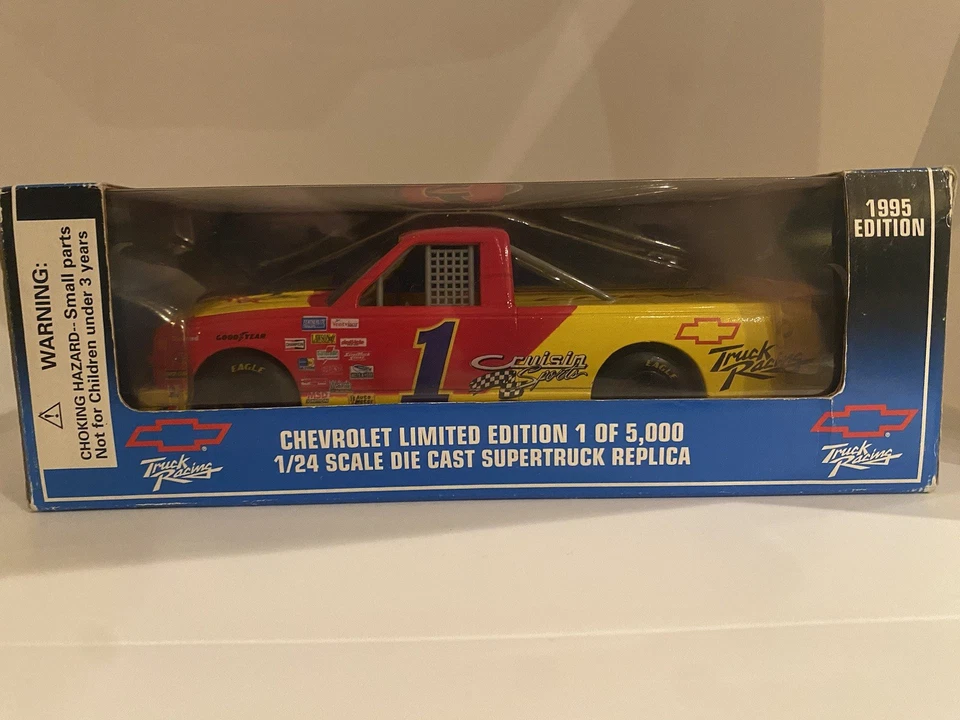 WARNING:
CHOKING HAZARD-- Small parts
Not for Children under 3 years
1995
EDITION
GOODYEAR
EAGLE
1
Cruisin
Sports
EAGLE
Truck
Racing
CHEVROLET LIMITED EDITION 1 OF 5,000
1/24 SCALE DIE CAST SUPERTRUCK REPLICA
Truck
Racing
Truck
Racing